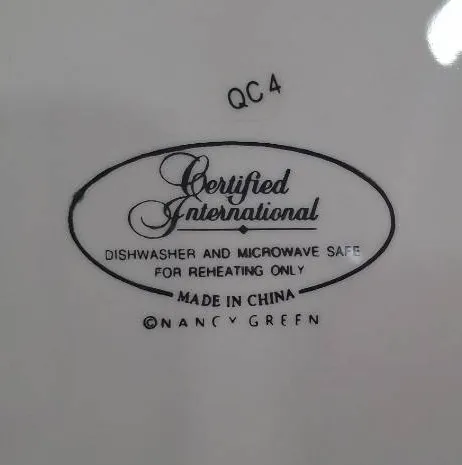 QC4
Certified
International
DISHWASHER AND MICROWAVE SAFE
FOR REHEATING ONLY
MADE IN CHINA
©NANCY GREEN